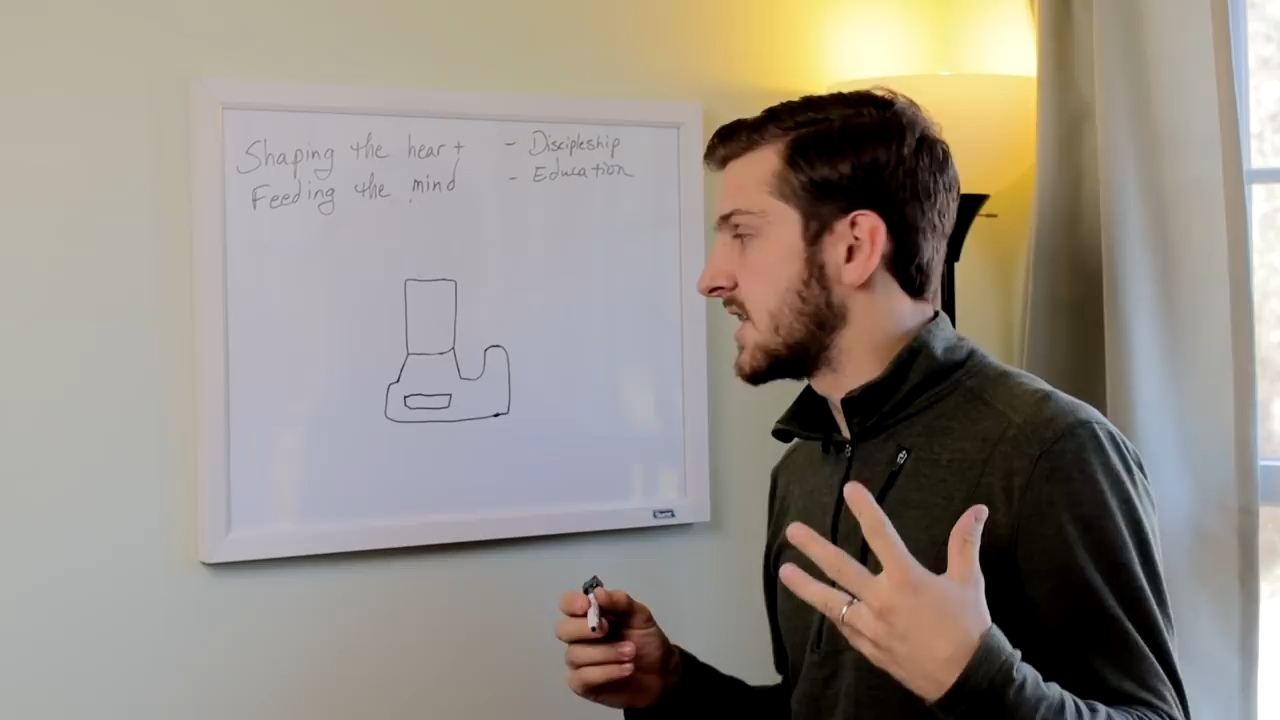 Shaping the heart - Discipleship
Feeding the mind - Education